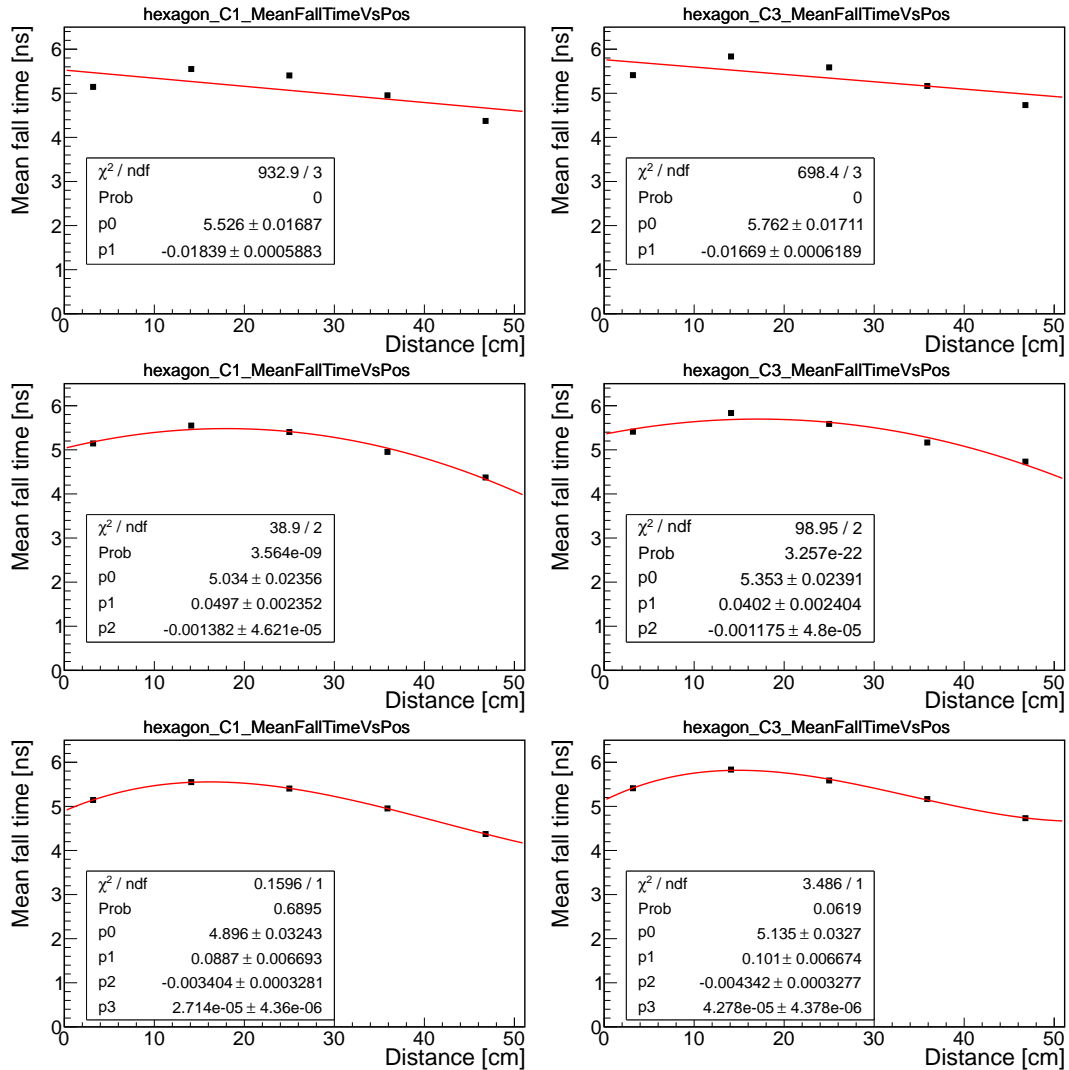 hexagon_C1_MeanFallTimeVsPos
Mean fall time [ns]
6
5
4
3
2
1
0
χ² / ndf 932.9 / 3
Prob 0
p0 5.526 ± 0.01687
p1 -0.01839 ± 0.0005883
0 10 20 30 40 50
Distance [cm]
hexagon_C3_MeanFallTimeVsPos
Mean fall time [ns]
6
5
4
3
2
1
0
χ² / ndf 698.4 / 3
Prob 0
p0 5.762 ± 0.01711
p1 -0.01669 ± 0.0006189
0 10 20 30 40 50
Distance [cm]
hexagon_C1_MeanFallTimeVsPos
Mean fall time [ns]
6
5
4
3
2
1
0
χ² / ndf 38.9 / 2
Prob 3.564e-09
p0 5.034 ± 0.02356
p1 0.0497 ± 0.002352
p2 -0.001382 ± 4.621e-05
0 10 20 30 40 50
Distance [cm]
hexagon_C3_MeanFallTimeVsPos
Mean fall time [ns]
6
5
4
3
2
1
0
χ² / ndf 98.95 / 2
Prob 3.257e-22
p0 5.353 ± 0.02391
p1 0.0402 ± 0.002404
p2 -0.001175 ± 4.8e-05
0 10 20 30 40 50
Distance [cm]
hexagon_C1_MeanFallTimeVsPos
Mean fall time [ns]
6
5
4
3
2
1
0
χ² / ndf 0.1596 / 1
Prob 0.6895
p0 4.896 ± 0.03243
p1 0.0887 ± 0.006693
p2 -0.003404 ± 0.0003281
p3 2.714e-05 ± 4.36e-06
0 10 20 30 40 50
Distance [cm]
hexagon_C3_MeanFallTimeVsPos
Mean fall time [ns]
6
5
4
3
2
1
0
χ² / ndf 3.486 / 1
Prob 0.0619
p0 5.135 ± 0.0327
p1 0.101 ± 0.006674
p2 -0.004342 ± 0.0003277
p3 4.278e-05 ± 4.378e-06
0 10 20 30 40 50
Distance [cm]